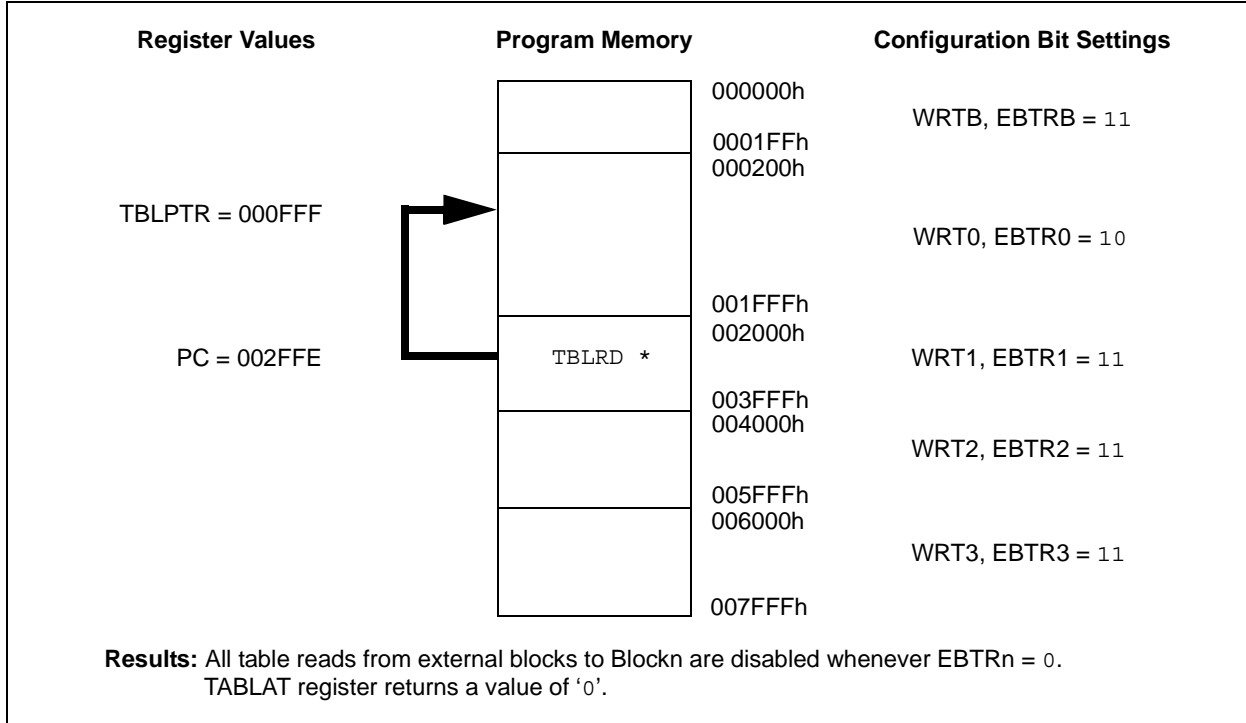 Register Values Program Memory Configuration Bit Settings
000000h
WRTB, EBTRB = 11
0001FFh
000200h
TBLPTR = 000FFF
WRT0, EBTR0 = 10
001FFFh
002000h
PC = 002FFE TBLRD * WRT1, EBTR1 = 11
003FFFh
004000h
WRT2, EBTR2 = 11
005FFFh
006000h
WRT3, EBTR3 = 11
007FFFh
Results: All table reads from external blocks to Blockn are disabled whenever EBTRn = 0.
TABLAT register returns a value of ‘0’.